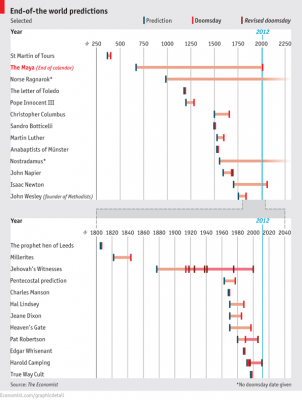 End-of-the world predictions
Selected
Prediction
Doomsday
Revised doomsday
Year
2012
+ 250 500 750 1000 1250 1500 1750 2000 2250
St Martin of Tours
The Maya (End of calendar)
Norse Ragnarok*
The letter of Toledo
Pope Innocent III
Christopher Columbus
Sandro Botticelli
Martin Luther
Anabaptists of Münster
Nostradamus*
John Napier
Isaac Newton
John Wesley (founder of Methodists)
Year
2012
+ 1800 1820 1840 1860 1880 1900 1920 1940 1960 1980 2000 2020 2040
The prophet hen of Leeds
Millerites
Jehovah's Witnesses
Pentecostal prediction
Charles Manson
Hal Lindsey
Jeane Dixon
Heaven's Gate
Pat Robertson
Edgar Whisenant
Harold Camping
True Way Cult
Source: The Economist
*No doomsday date given
Economist.com/graphicdetail